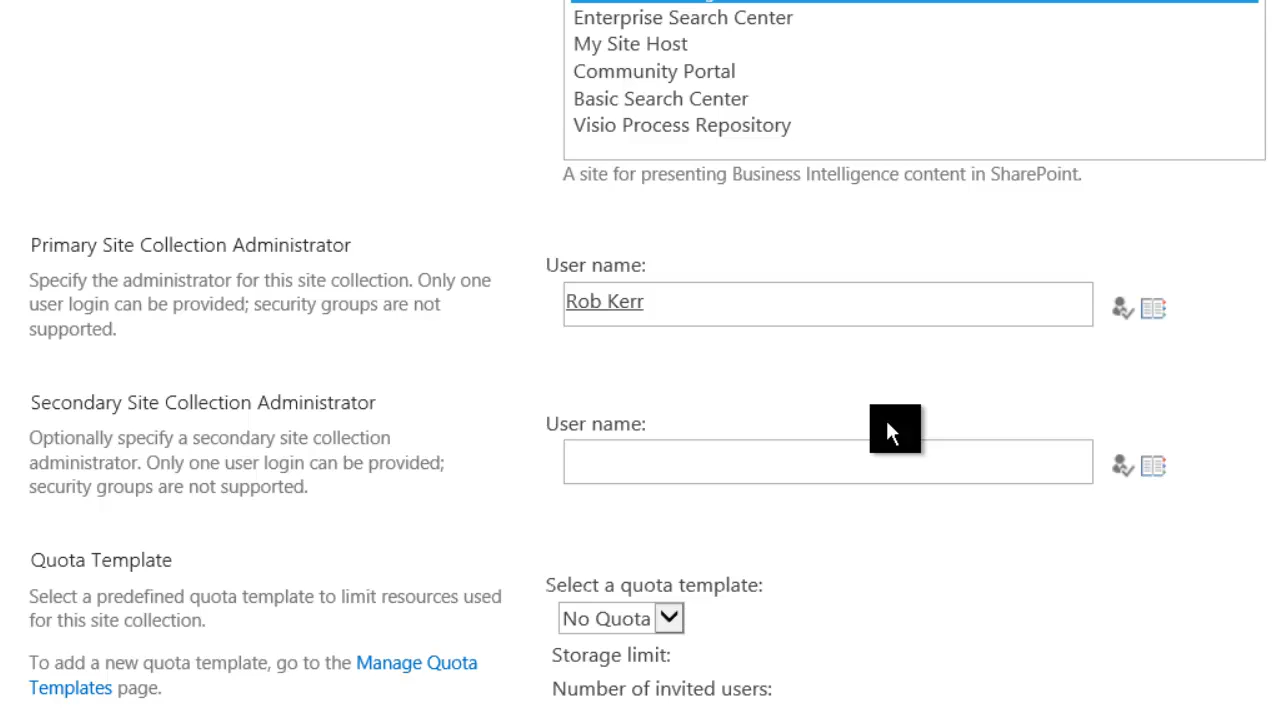 Enterprise Search Center
My Site Host
Community Portal
Basic Search Center
Visio Process Repository
A site for presenting Business Intelligence content in SharePoint.
Primary Site Collection Administrator
Specify the administrator for this site collection. Only one
user login can be provided; security groups are not
supported.
User name:
Rob Kerr
Secondary Site Collection Administrator
Optionally specify a secondary site collection
administrator. Only one user login can be provided;
security groups are not supported.
User name:
Quota Template
Select a predefined quota template to limit resources used
for this site collection.
To add a new quota template, go to the Manage Quota
Templates page.
Select a quota template:
No Quota
Storage limit:
Number of invited users: